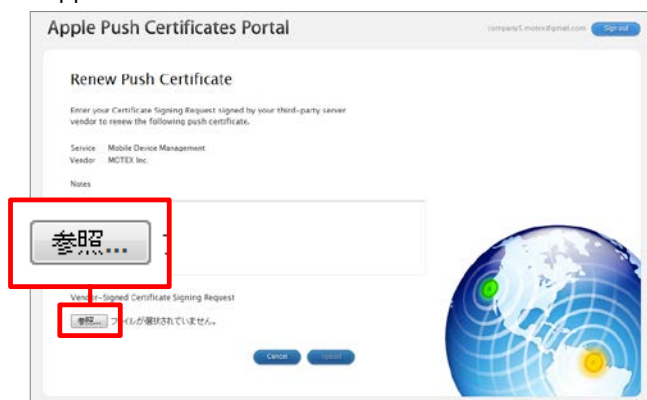 Apple Push Certificates Portal
company5.motex@gmail.com
Sign out
Renew Push Certificate
Enter your Certificate Signing Request signed by your third-party server
vendor to renew the following push certificate.
Service Mobile Device Management
Vendor MOTEX Inc.
Notes
参照...
Vendor-Signed Certificate Signing Request
参照... ファイルが選択されていません。
Cancel
Upload